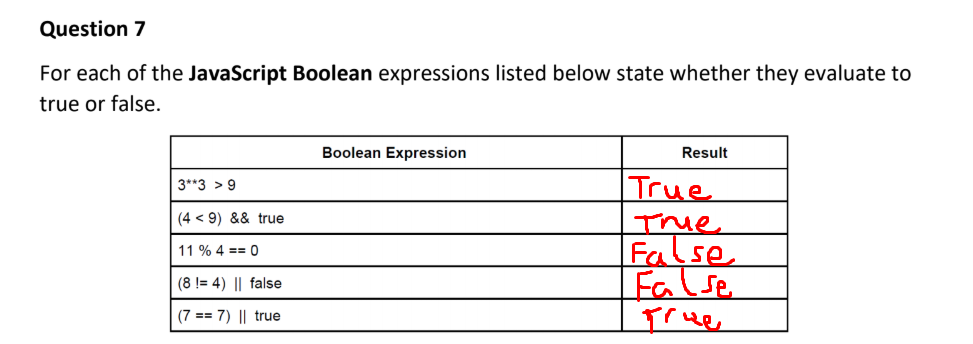 Question 7
For each of the JavaScript Boolean expressions listed below state whether they evaluate to
true or false.
Boolean Expression Result
3**3 > 9 True
(4 < 9) && true True
11 % 4 == 0 False
(8 != 4) || false False
(7 == 7) || true True